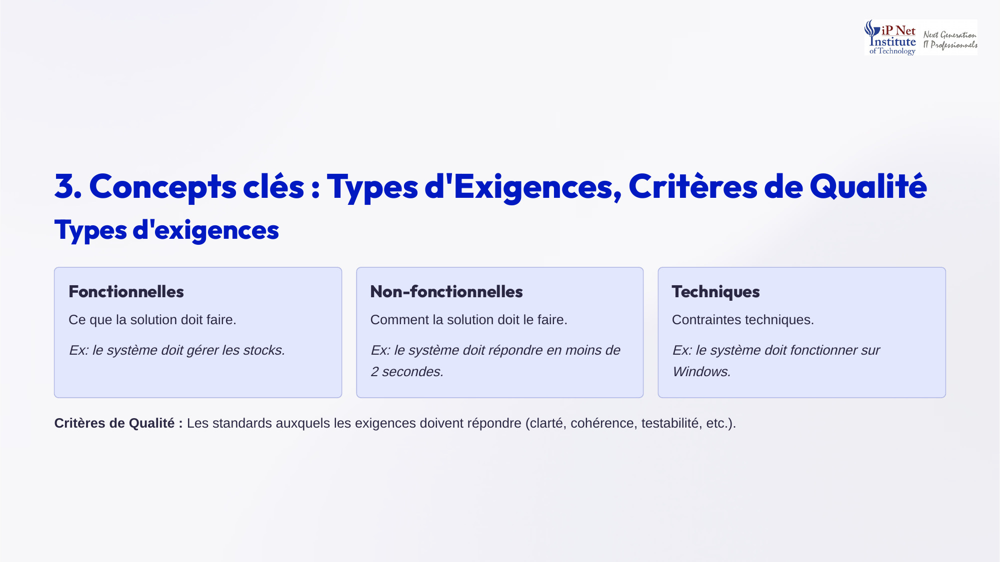 iP Net
Institute
of Technology
Next Generation
IT Professionnels
3. Concepts clés : Types d'Exigences, Critères de Qualité
Types d'exigences
Fonctionnelles
Ce que la solution doit faire.
Ex: le système doit gérer les stocks.
Non-fonctionnelles
Comment la solution doit le faire.
Ex: le système doit répondre en moins de
2 secondes.
Techniques
Contraintes techniques.
Ex: le système doit fonctionner sur
Windows.
Critères de Qualité : Les standards auxquels les exigences doivent répondre (clarté, cohérence, testabilité, etc.).